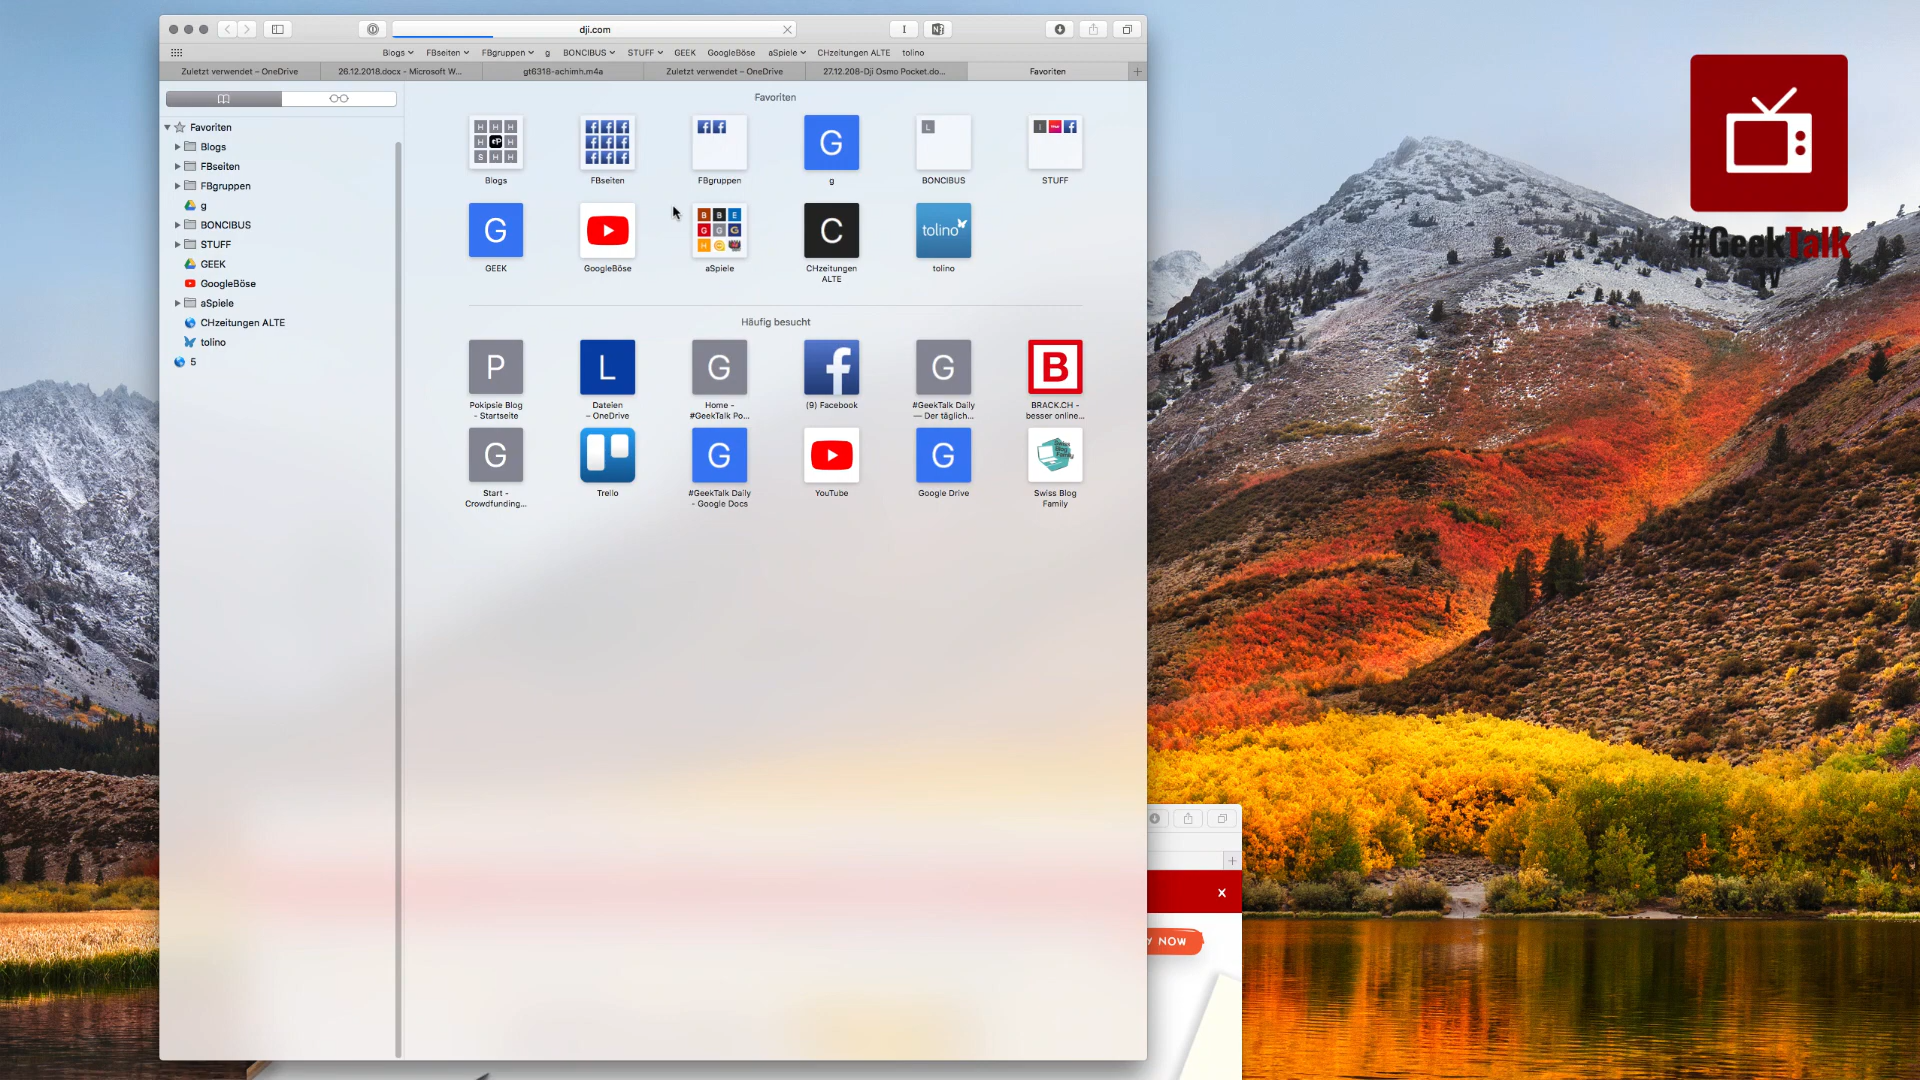 dji.com
Blogs FBseiten FBgruppen g BONCIBUS STUFF GEEK GoogleBöse aSpiele CHzeitungen ALTE tolino
Zuletzt verwendet – OneDrive
26.12.2018.docx - Microsoft W...
gt6318-achimh.m4a
Zuletzt verwendet – OneDrive
27.12.208-Dji Osmo Pocket.do...
Favoriten
Favoriten
Blogs
FBseiten
FBgruppen
g
BONCIBUS
STUFF
GEEK
GoogleBöse
aSpiele
CHzeitungen ALTE
tolino
5
Favoriten
H H H
H H
S H H
G
L
Blogs
FBseiten
FBgruppen
g
BONCIBUS
STUFF
G
B B E
G G G
H
C
tolino
GEEK
GoogleBöse
aSpiele
CHzeitungen
ALTE
tolino
Häufig besucht
P
L
G
f
G
B
Pokipsie Blog
- Startseite
Dateien
– OneDrive
Home -
#GeekTalk Po...
(9) Facebook
#GeekTalk Daily
— Der täglich...
BRACK.CH -
besser online...
G
G
G
Swiss
Blog
Family
Start -
Crowdfunding...
Trello
#GeekTalk Daily
- Google Docs
YouTube
Google Drive
Swiss Blog
Family
#GeekTalk
TV
Y NOW